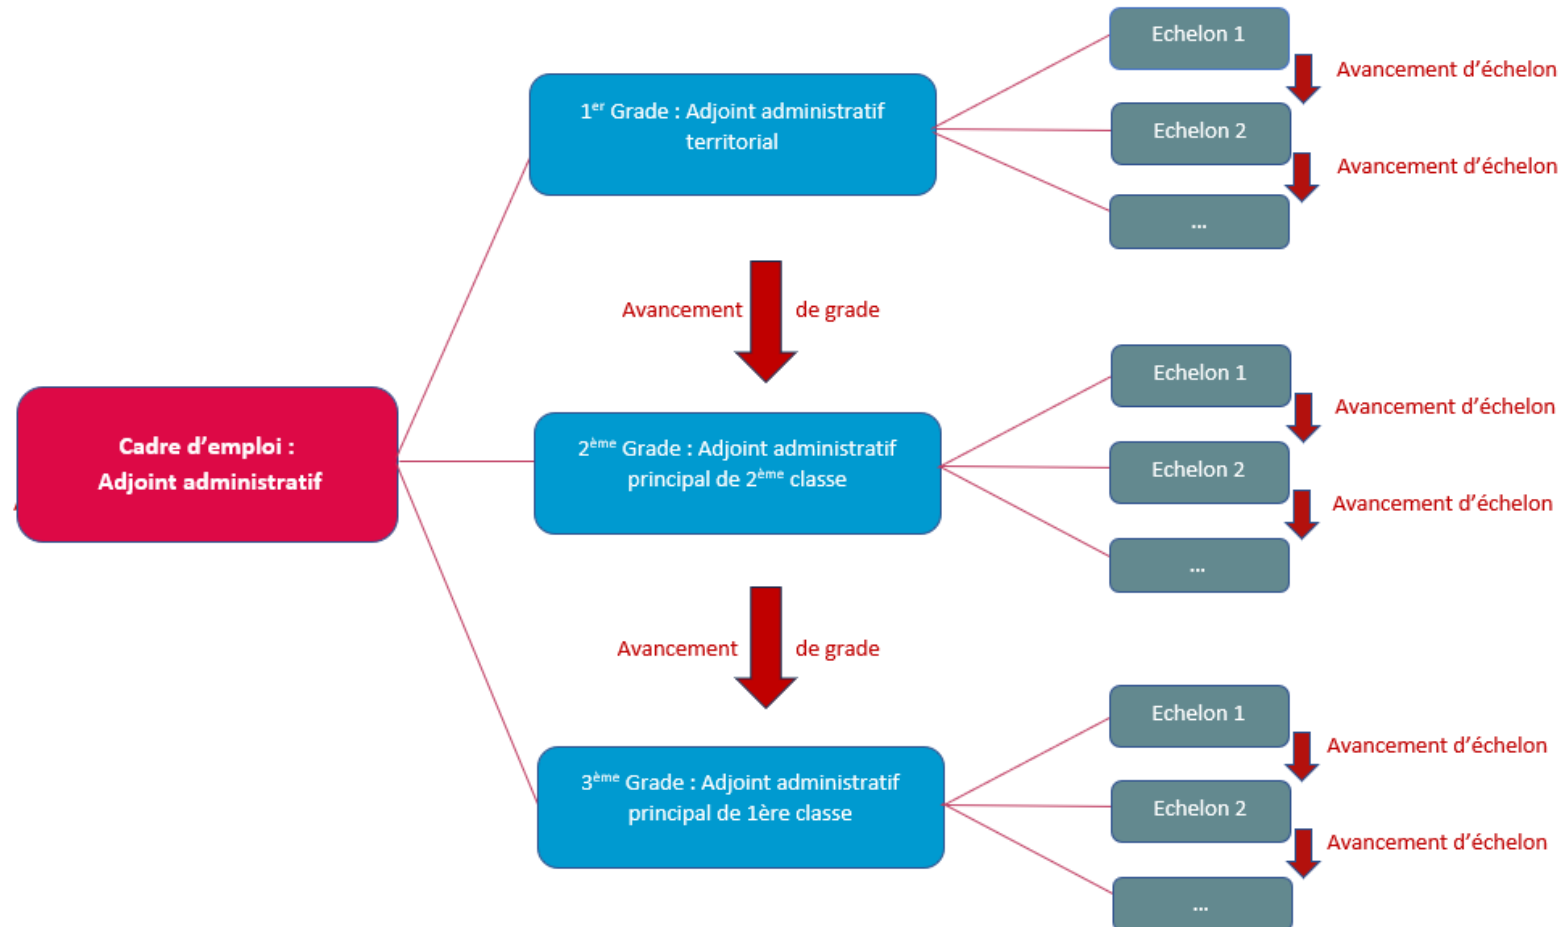 Echelon 1
Avancement d’échelon
1er Grade : Adjoint administratif
territorial
Echelon 2
Avancement d’échelon
...
Avancement de grade
Echelon 1
Avancement d’échelon
Cadre d’emploi :
Adjoint administratif
2ème Grade : Adjoint administratif
principal de 2ème classe
Echelon 2
Avancement d’échelon
...
Avancement de grade
Echelon 1
Avancement d’échelon
3ème Grade : Adjoint administratif
principal de 1ère classe
Echelon 2
Avancement d’échelon
...